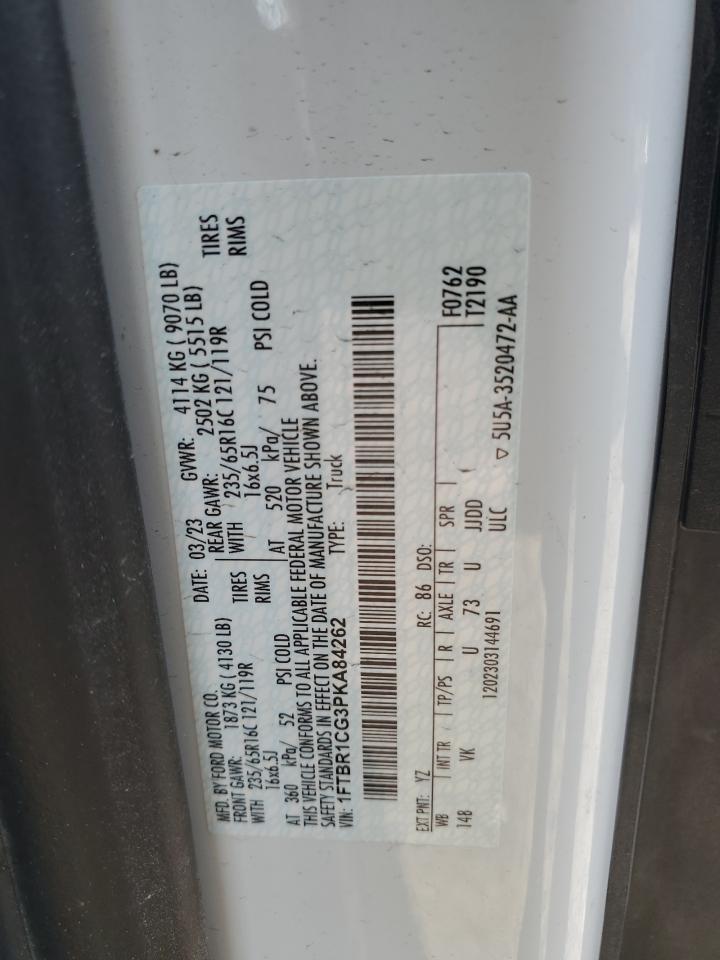 MFD. BY FORD MOTOR CO.
DATE: 03/23 GVWR: 4114 KG ( 9070 LB)
FRONT GAWR: 1873 KG ( 4130 LB)
REAR GAWR: 2502 KG ( 5515 LB)
WITH 235/65R16C 121/119R TIRES
WITH 235/65R16C 121/119R TIRES
16x6.5J RIMS
16x6.5J RIMS
AT 360 kPa/ 52 PSI COLD
AT 520 kPa/ 75 PSI COLD
THIS VEHICLE CONFORMS TO ALL APPLICABLE FEDERAL MOTOR VEHICLE
SAFETY STANDARDS IN EFFECT ON THE DATE OF MANUFACTURE SHOWN ABOVE.
VIN: 1FTBR1CG3PKA84262 TYPE: Truck
EXT PNT: YZ RC: 86 DSO: F0762
WB INT TR TP/PS R AXLE TR SPR T2190
14B VK U 73 U JJDD
1202303144691 ULC ▽ 5U5A-3520472-AA